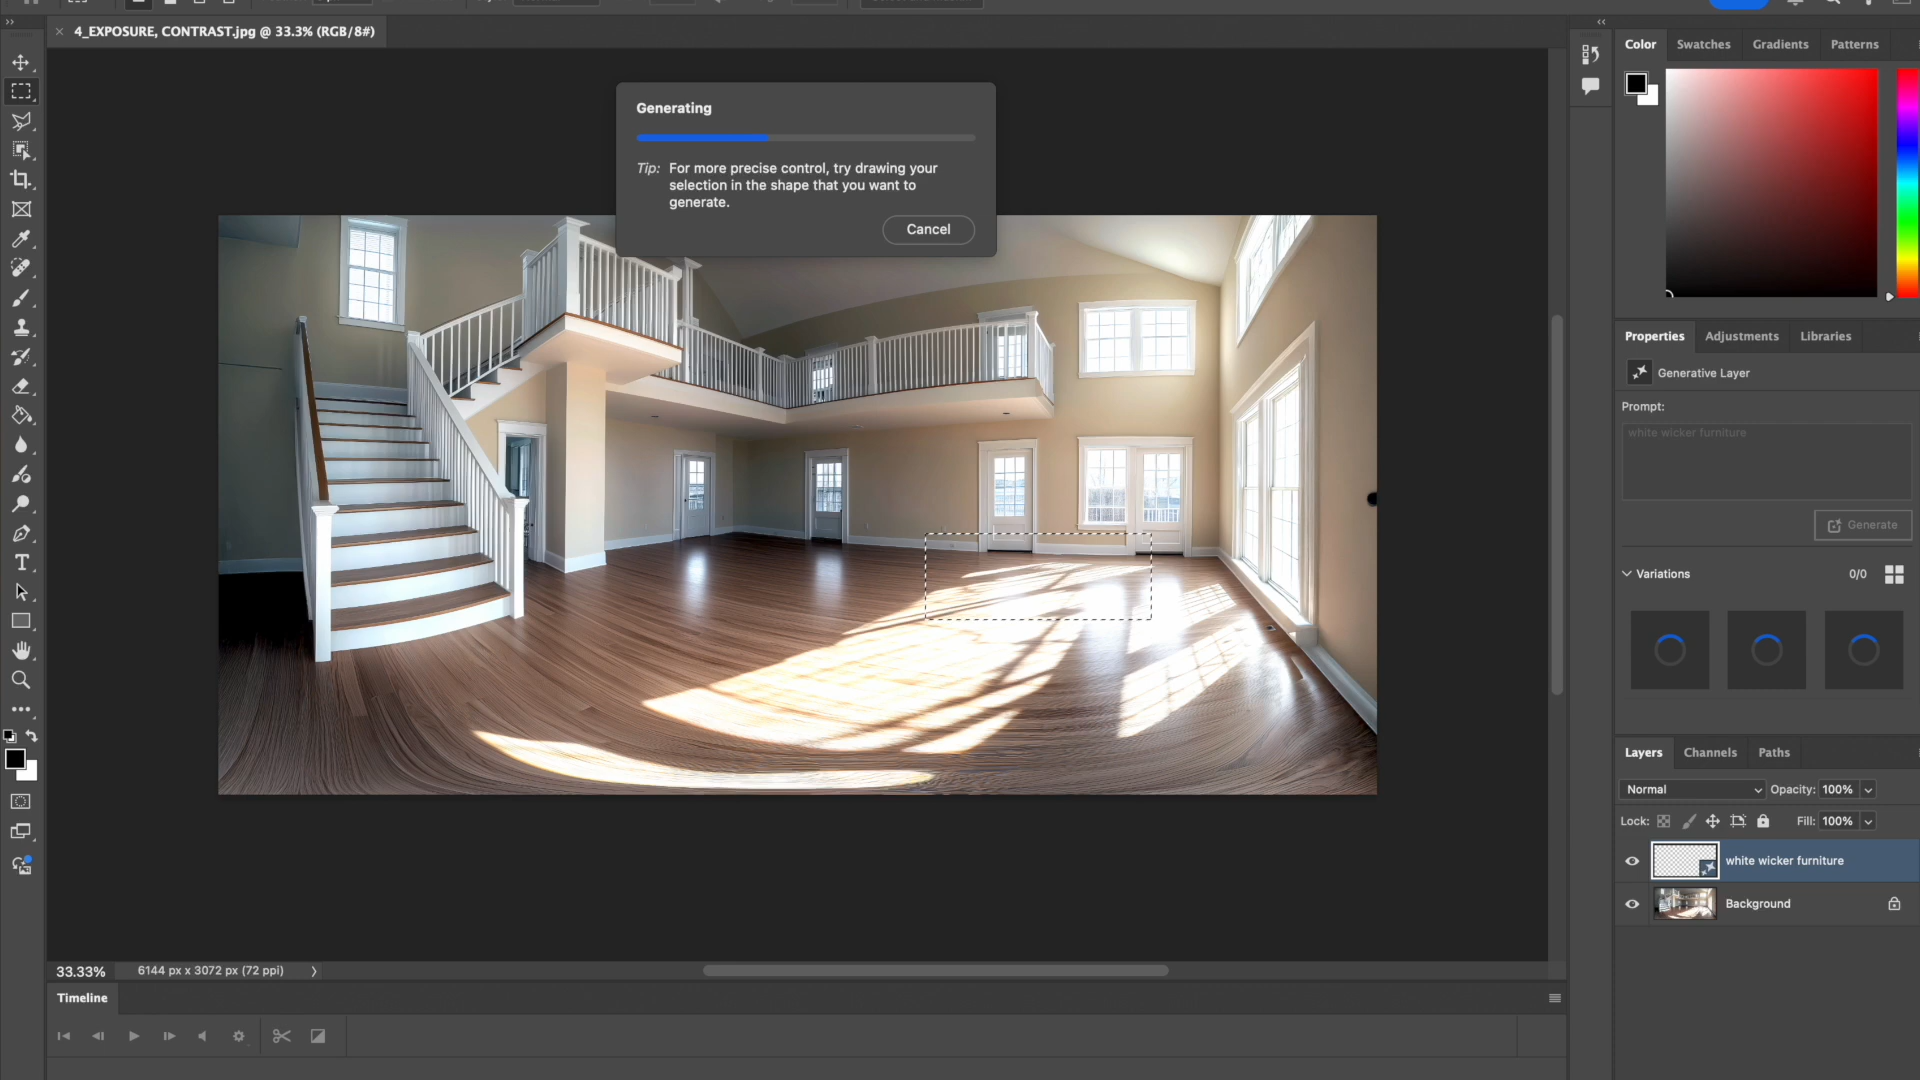 4_EXPOSURE, CONTRAST.jpg @ 33.3% (RGB/8#)
Generating
Tip: For more precise control, try drawing your
selection in the shape that you want to
generate.
Cancel
Color Swatches Gradients Patterns
Properties Adjustments Libraries
Generative Layer
Prompt:
white wicker furniture
Generate
Variations 0/0
Layers Channels Paths
Normal Opacity: 100%
Lock: Fill: 100%
white wicker furniture
Background
33.33% 6144 px x 3072 px (72 ppi)
Timeline